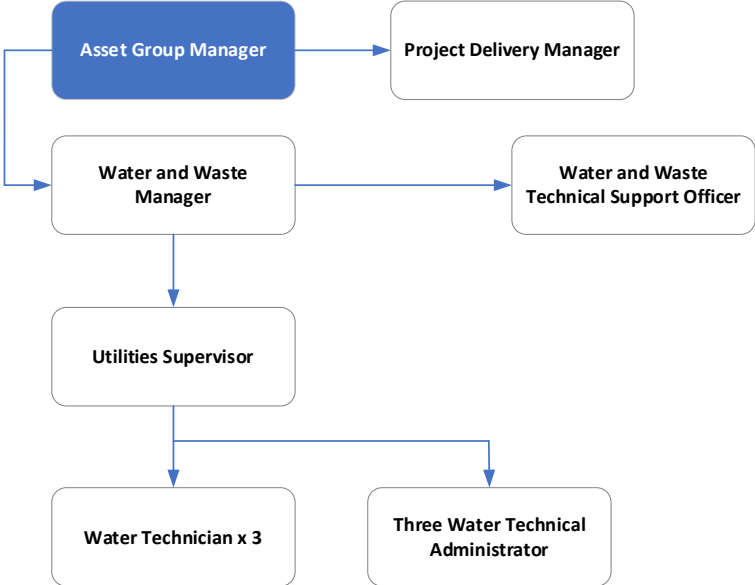 Asset Group Manager
Project Delivery Manager
Water and Waste
Manager
Water and Waste
Technical Support Officer
Utilities Supervisor
Water Technician x 3
Three Water Technical
Administrator